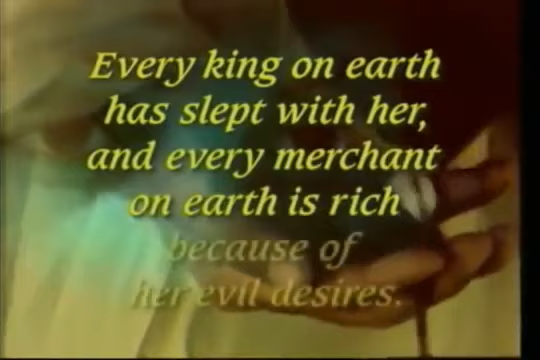 Every king on earth
has slept with her,
and every merchant
on earth is rich
because of
her evil desires.